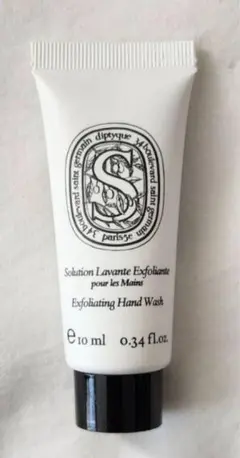 diptyque 34 boulevard saint germain paris 5e 34 boulevard saint germain
S
Solution Lavante Exfoliante
pour les Mains
Exfoliating Hand Wash
e 10 ml 0.34 fl.oz.